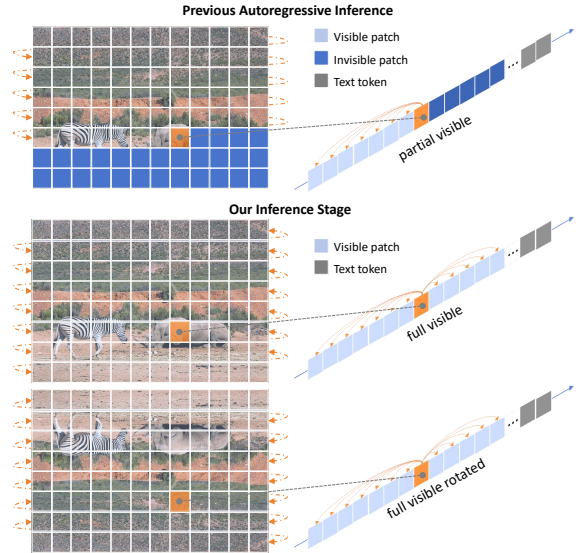 Previous Autoregressive Inference
Visible patch
Invisible patch
Text token
partial visible
Our Inference Stage
Visible patch
Text token
full visible
full visible rotated